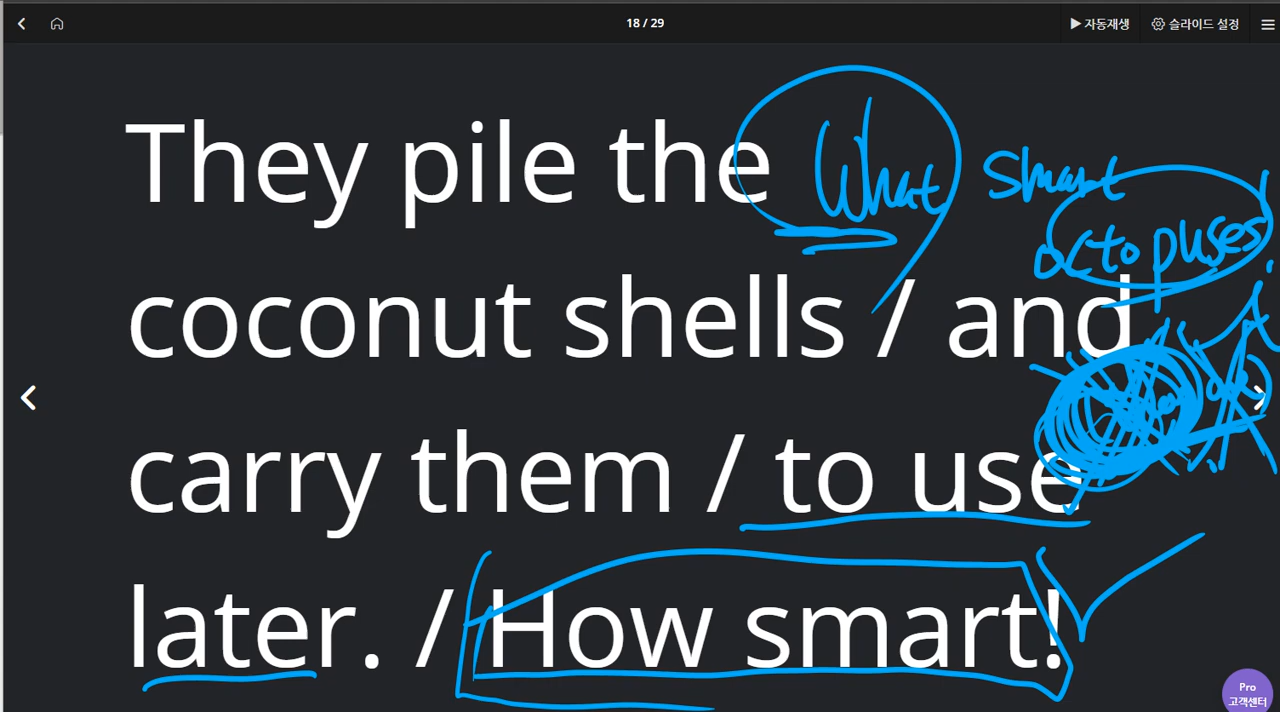 18 / 29
▶ 자동재생
슬라이드 설정
They pile the
What smart
octopuses!
coconut shells / and
carry them / to use
later. / How smart!
Pro
고객센터